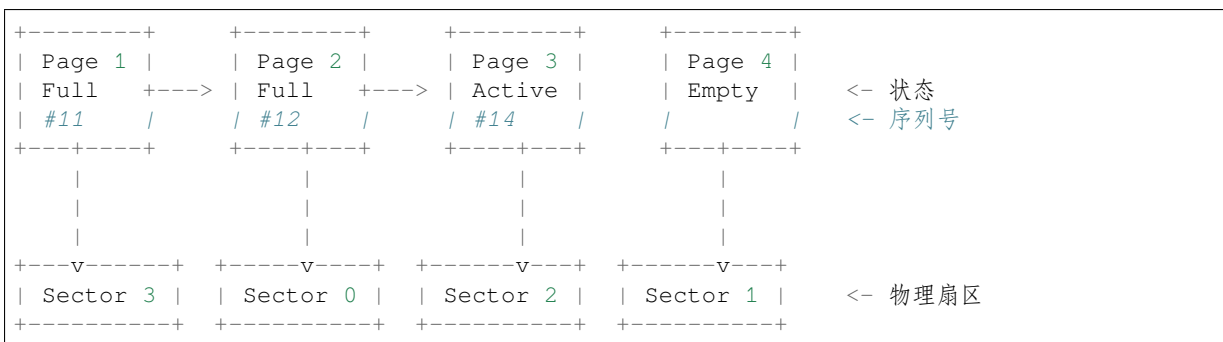 +--------+     +--------+     +--------+     +--------+
| Page 1 |     | Page 2 |     | Page 3 |     | Page 4 |
| Full   +---> | Full   +---> | Active |     | Empty  |   <- 状态
| #11    |     | #12    |     | #14    |     |        |   <- 序列号
+---+----+     +----+---+     +----+---+     +---+----+
    |               |              |             |
    |               |              |             |
    |               |              |             |
+---v------+  +-----v----+  +------v---+  +------v---+
| Sector 3 |  | Sector 0 |  | Sector 2 |  | Sector 1 |    <- 物理扇区
+----------+  +----------+  +----------+  +----------+